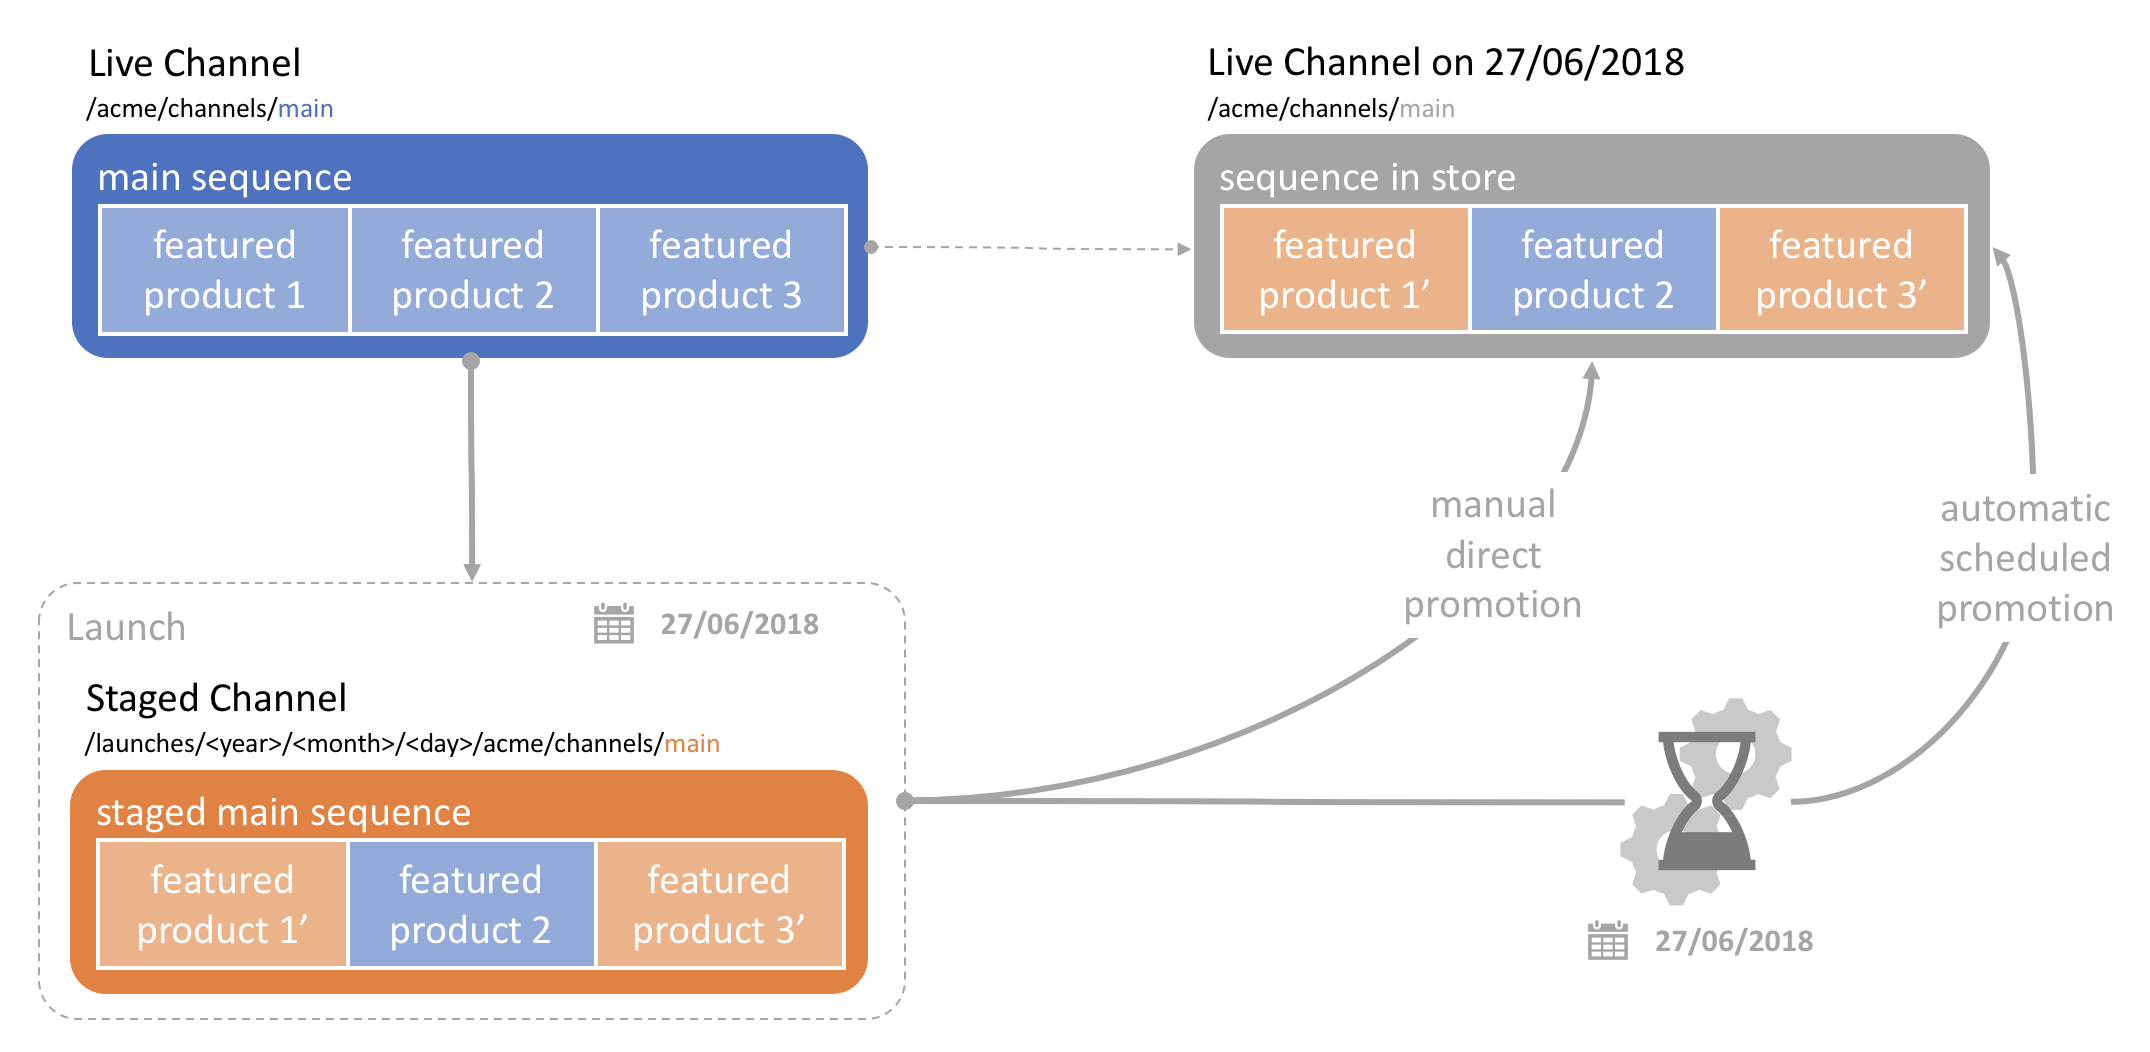 Live Channel
/acme/channels/main
main sequence
featured
product 1
featured
product 2
featured
product 3
Live Channel on 27/06/2018
/acme/channels/main
sequence in store
featured
product 1’
featured
product 2
featured
product 3’
manual
direct
promotion
automatic
scheduled
promotion
Launch
27/06/2018
Staged Channel
/launches/<year>/<month>/<day>/acme/channels/main
staged main sequence
featured
product 1’
featured
product 2
featured
product 3’
27/06/2018